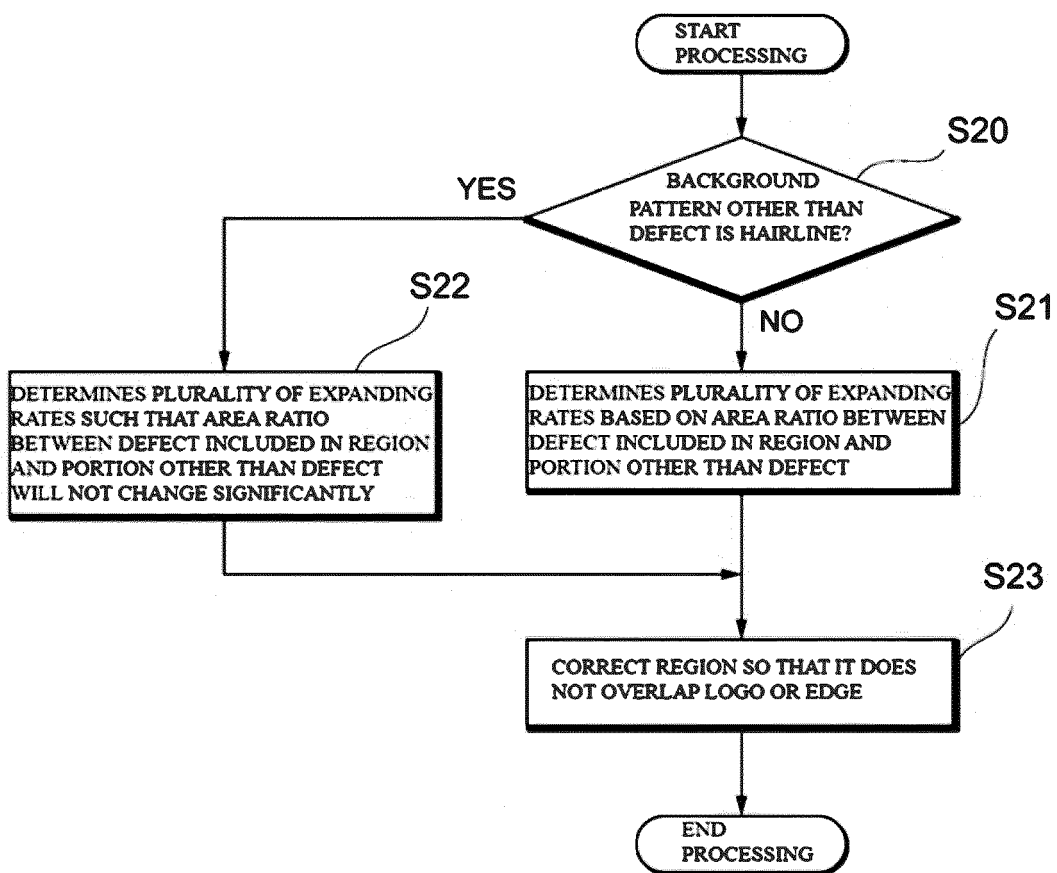 START
PROCESSING
S20
YES
BACKGROUND
PATTERN OTHER THAN
DEFECT IS HAIRLINE?
S22
NO
S21
DETERMINES PLURALITY OF EXPANDING
RATES SUCH THAT AREA RATIO
BETWEEN DEFECT INCLUDED IN REGION
AND PORTION OTHER THAN DEFECT
WILL NOT CHANGE SIGNIFICANTLY
DETERMINES PLURALITY OF EXPANDING
RATES BASED ON AREA RATIO BETWEEN
DEFECT INCLUDED IN REGION AND
PORTION OTHER THAN DEFECT
S23
CORRECT REGION SO THAT IT DOES
NOT OVERLAP LOGO OR EDGE
END
PROCESSING